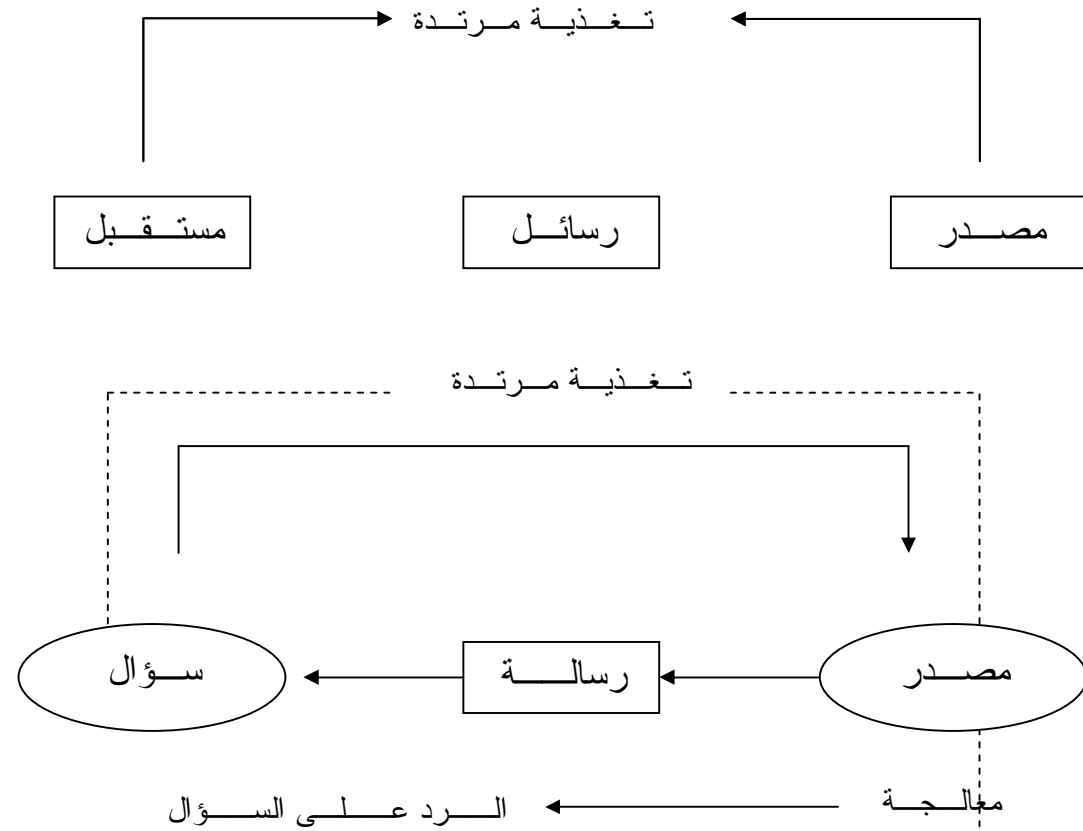 تغذية مرتدة
مصدر
رسائل
مستقبل
تغذية مرتدة
مصدر
رسالة
سؤال
معالجة
الرد على السؤال